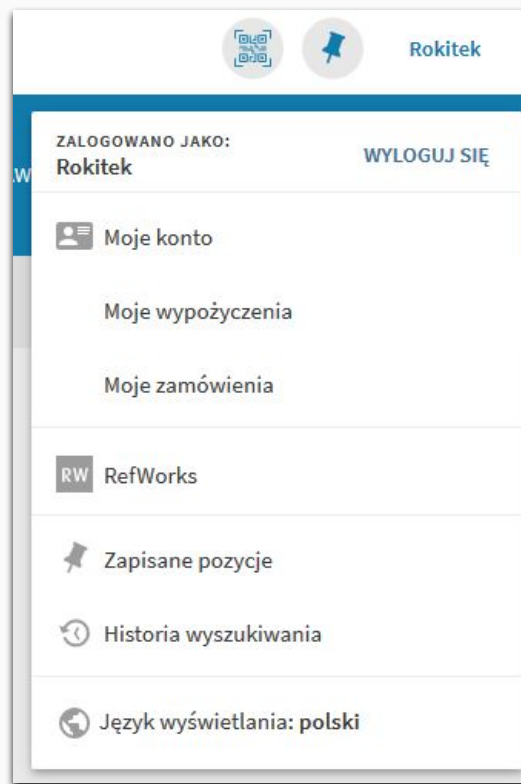 Rokitek
ZALOGOWANO JAKO:
Rokitek
WYLOGUJ SIĘ
Moje konto
Moje wypożyczenia
Moje zamówienia
RW RefWorks
Zapisane pozycje
Historia wyszukiwania
Język wyświetlania: polski